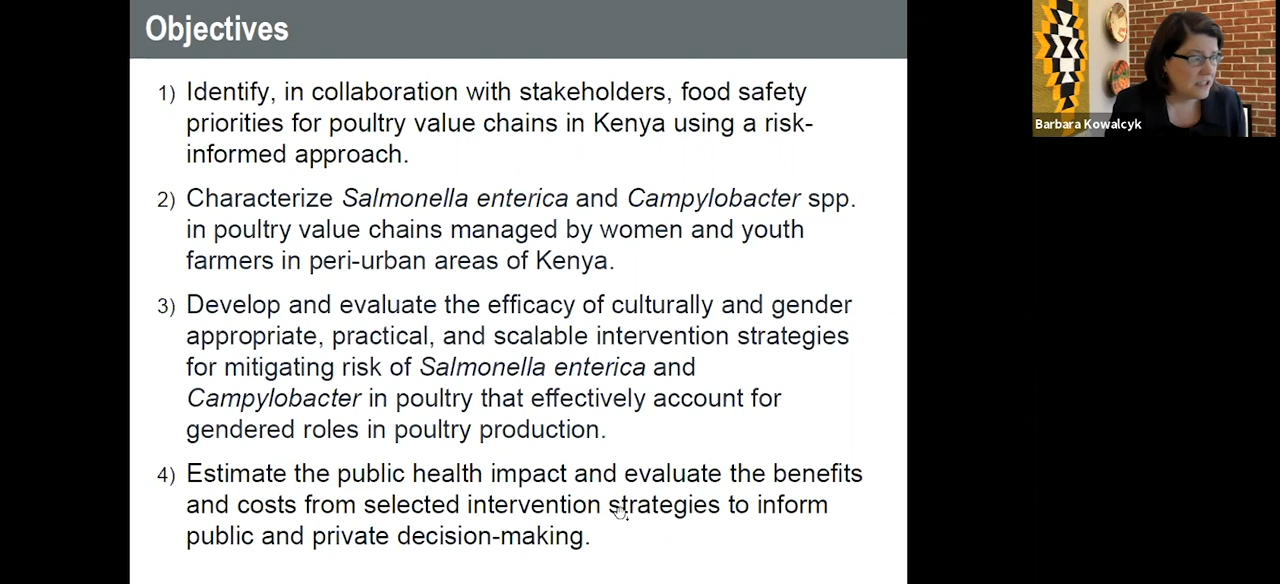 Objectives
1) Identify, in collaboration with stakeholders, food safety
priorities for poultry value chains in Kenya using a risk-
informed approach.
2) Characterize Salmonella enterica and Campylobacter spp.
in poultry value chains managed by women and youth
farmers in peri-urban areas of Kenya.
3) Develop and evaluate the efficacy of culturally and gender
appropriate, practical, and scalable intervention strategies
for mitigating risk of Salmonella enterica and
Campylobacter in poultry that effectively account for
gendered roles in poultry production.
4) Estimate the public health impact and evaluate the benefits
and costs from selected intervention strategies to inform
public and private decision-making.
Barbara Kowalcyk